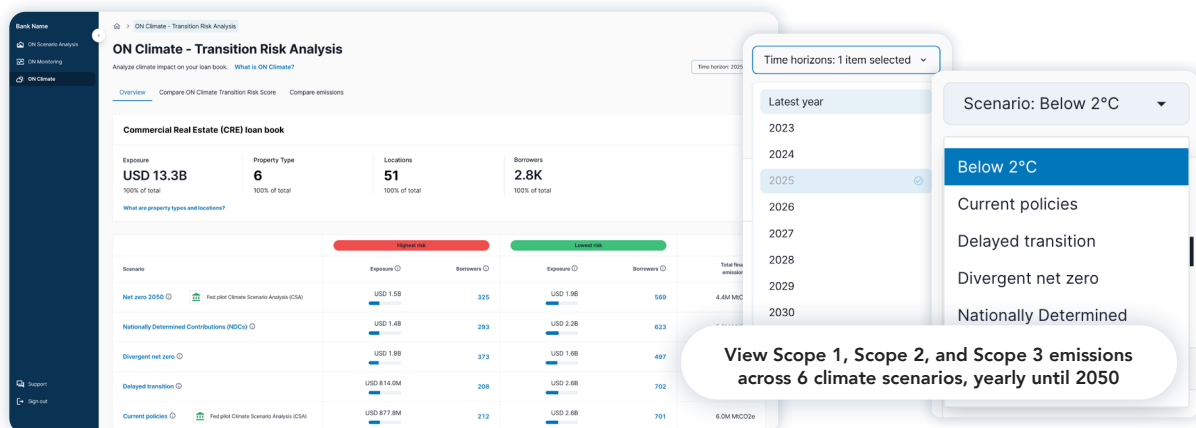 Bank Name
ON Scenario Analysis
ON Monitoring
ON Climate
Support
Sign out
ON Climate - Transition Risk Analysis
ON Climate - Transition Risk Analysis
Analyze climate impact on your loan book. What is ON Climate?
Time horizon: 2025
Overview Compare ON Climate Transition Risk Score Compare emissions
Commercial Real Estate (CRE) loan book
Exposure Property Type Locations Borrowers
USD 13.3B 6 51 2.8K
100% of total 100% of total 100% of total 100% of total
What are property types and locations?
Highest risk Lowest risk
Scenario Exposure Borrowers Exposure Borrowers Total
Net zero 2050 Fed pilot Climate Scenario Analysis (CSA) USD 1.5B 325 USD 1.9B 569 4.4M
Nationally Determined Contributions (NDCs) USD 1.4B 293 USD 2.2B 623
Divergent net zero USD 1.9B 373 USD 1.6B 497
Delayed transition USD 814.0M 208 USD 2.6B 702
Current policies Fed pilot Climate Scenario Analysis (CSA) USD 877.8M 212 USD 2.6B 701 6.0M MtCO2e
Time horizons: 1 item selected
Latest year
2023
2024
2025
2026
2027
2028
2029
2030
Scenario: Below 2°C
Below 2°C
Current policies
Delayed transition
Divergent net zero
Nationally Determined
View Scope 1, Scope 2, and Scope 3 emissions
across 6 climate scenarios, yearly until 2050